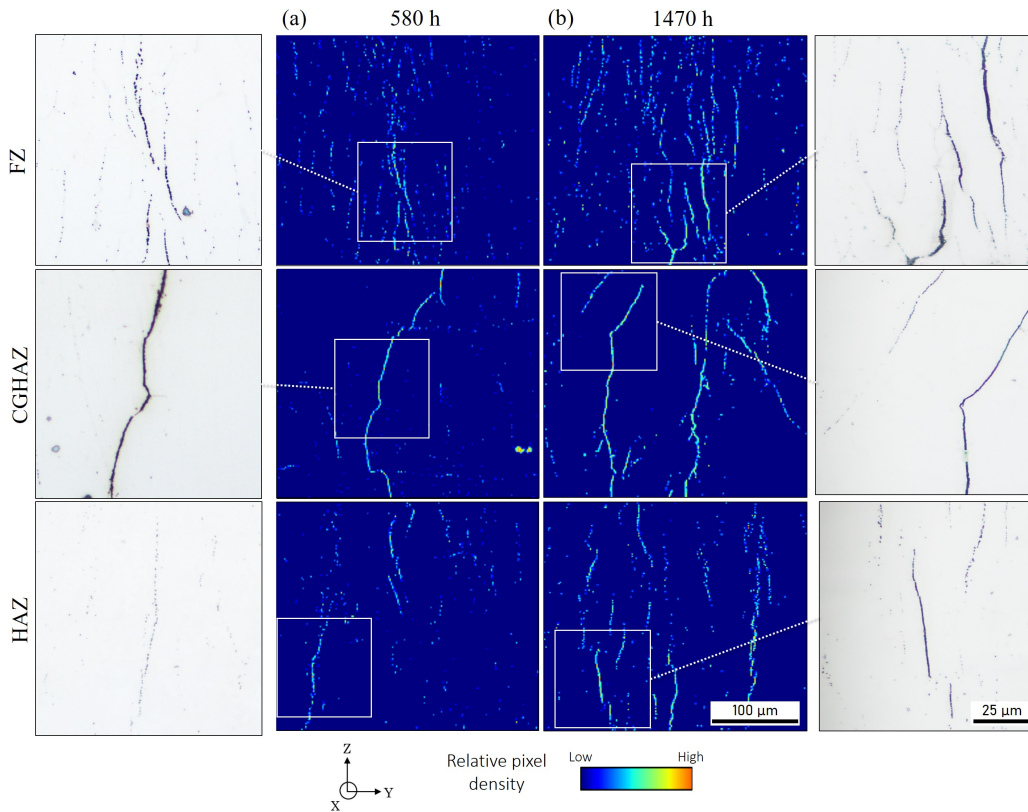 (a) 580 h (b) 1470 h
FZ
CGHAZ
HAZ
100 µm
25 µm
Z
X Y
Relative pixel density
Low High